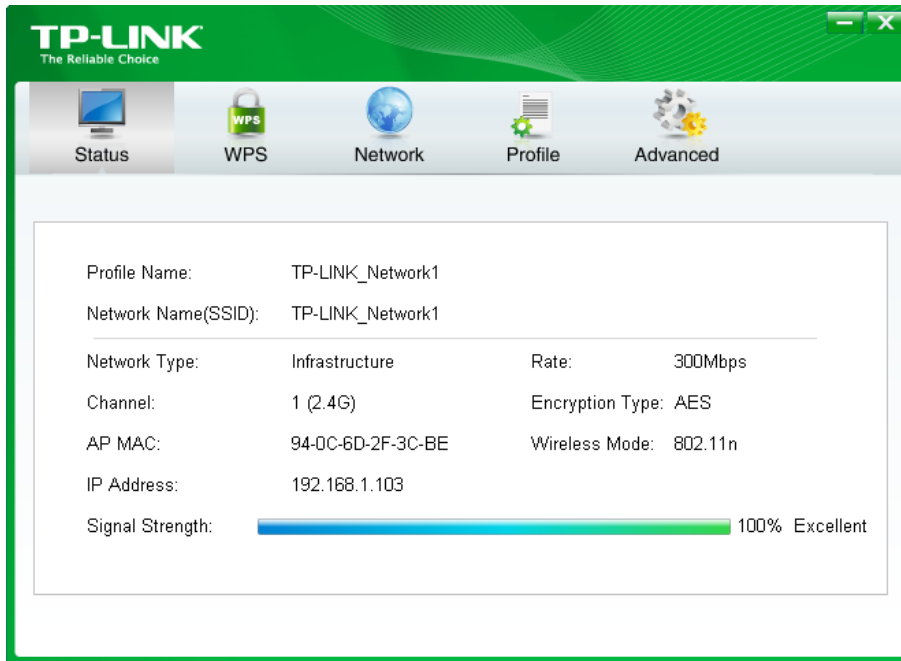 TP-LINK
The Reliable Choice
WPS
Status WPS Network Profile Advanced
Profile Name: TP-LINK_Network1
Network Name(SSID): TP-LINK_Network1
Network Type: Infrastructure Rate: 300Mbps
Channel: 1 (2.4G) Encryption Type: AES
AP MAC: 94-0C-6D-2F-3C-BE Wireless Mode: 802.11n
IP Address: 192.168.1.103
Signal Strength: 100% Excellent